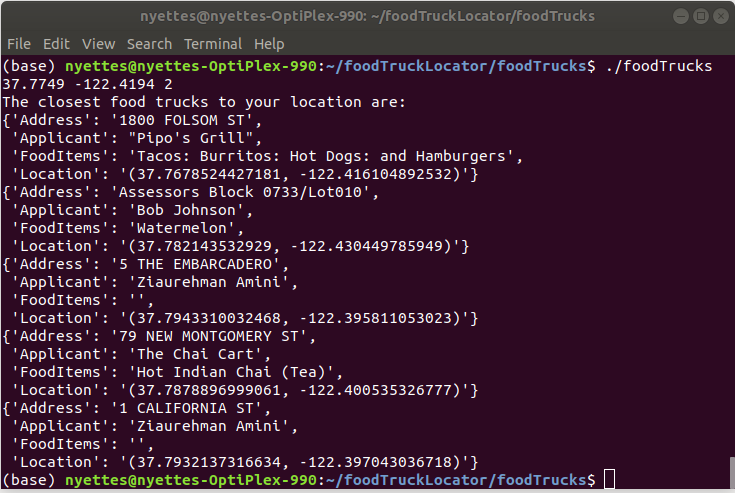 nyettes@nyettes-OptiPlex-990: ~/foodTruckLocator/foodTrucks
File Edit View Search Terminal Help
(base) nyettes@nyettes-OptiPlex-990:~/foodTruckLocator/foodTrucks$ ./foodTrucks
37.7749 -122.4194 2
The closest food trucks to your location are:
{'Address': '1800 FOLSOM ST',
 'Applicant': "Pipo's Grill",
 'FoodItems': 'Tacos: Burritos: Hot Dogs: and Hamburgers',
 'Location': '(37.7678524427181, -122.416104892532)'}
{'Address': 'Assessors Block 0733/Lot010',
 'Applicant': 'Bob Johnson',
 'FoodItems': 'Watermelon',
 'Location': '(37.782143532929, -122.430449785949)'}
{'Address': '5 THE EMBARCADERO',
 'Applicant': 'Ziaurehman Amini',
 'FoodItems': '',
 'Location': '(37.7943310032468, -122.395811053023)'}
{'Address': '79 NEW MONTGOMERY ST',
 'Applicant': 'The Chai Cart',
 'FoodItems': 'Hot Indian Chai (Tea)',
 'Location': '(37.7878896999061, -122.400535326777)'}
{'Address': '1 CALIFORNIA ST',
 'Applicant': 'Ziaurehman Amini',
 'FoodItems': '',
 'Location': '(37.7932137316634, -122.397043036718)'}
(base) nyettes@nyettes-OptiPlex-990:~/foodTruckLocator/foodTrucks$